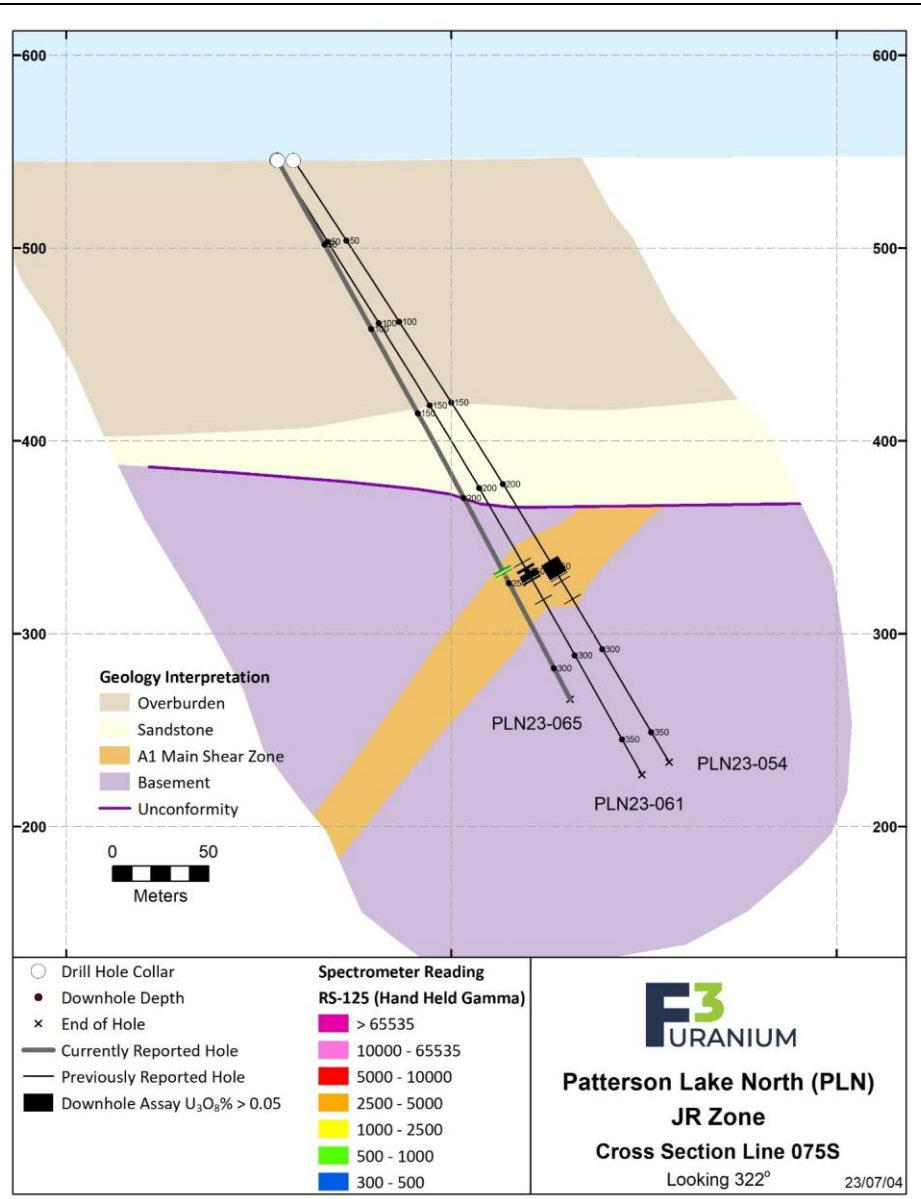 600 600
500 500
400 400
300 300
200 200
50 50
100 100 100
150 150
150
200
200
200
250
300
300
300
350
350
PLN23-065
PLN23-054
PLN23-061
Geology Interpretation
Overburden
Sandstone
A1 Main Shear Zone
Basement
Unconformity
0 50
Meters
Drill Hole Collar
Downhole Depth
End of Hole
Currently Reported Hole
Previously Reported Hole
Downhole Assay U₃O₈% > 0.05
Spectrometer Reading
RS-125 (Hand Held Gamma)
> 65535
10000 - 65535
5000 - 10000
2500 - 5000
1000 - 2500
500 - 1000
300 - 500
F3
URANIUM
Patterson Lake North (PLN)
JR Zone
Cross Section Line 075S
Looking 322°
23/07/04